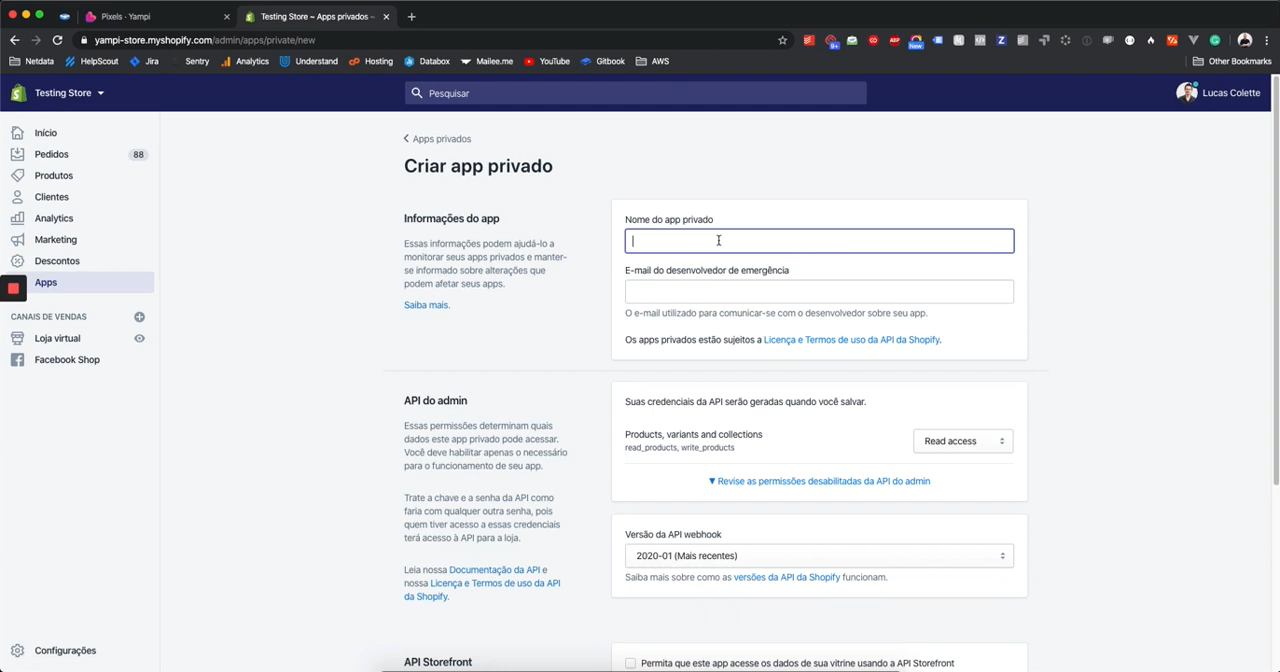 Pixels · Yampi
Testing Store ~ Apps privados ~
yampi-store.myshopify.com/admin/apps/private/new
Netdata
HelpScout
Jira
Sentry
Analytics
Understand
Hosting
Databox
Mailee.me
YouTube
Gitbook
AWS
Other Bookmarks
9+
ABP
New
Testing Store
Pesquisar
Lucas Colette
Início
Pedidos
88
Produtos
Clientes
Analytics
Marketing
Descontos
Apps
CANAIS DE VENDAS
Loja virtual
Facebook Shop
Configurações
Apps privados
Criar app privado
Informações do app
Essas informações podem ajudá-lo a
monitorar seus apps privados e manter-
se informado sobre alterações que
podem afetar seus apps.
Saiba mais.
Nome do app privado
E-mail do desenvolvedor de emergência
O e-mail utilizado para comunicar-se com o desenvolvedor sobre seu app.
Os apps privados estão sujeitos a Licença e Termos de uso da API da Shopify.
API do admin
Essas permissões determinam quais
dados este app privado pode acessar.
Você deve habilitar apenas o necessário
para o funcionamento de seu app.
Trate a chave e a senha da API como
faria com qualquer outra senha, pois
quem tiver acesso a essas credenciais
terá acesso à API para a loja.
Leia nossa Documentação da API e
nossa Licença e Termos de uso da API
da Shopify.
Suas credenciais da API serão geradas quando você salvar.
Products, variants and collections
read_products, write_products
Read access
▼ Revise as permissões desabilitadas da API do admin
Versão da API webhook
2020-01 (Mais recentes)
Saiba mais sobre como as versões da API da Shopify funcionam.
API Storefront
Permita que este app acesse os dados de sua vitrine usando a API Storefront